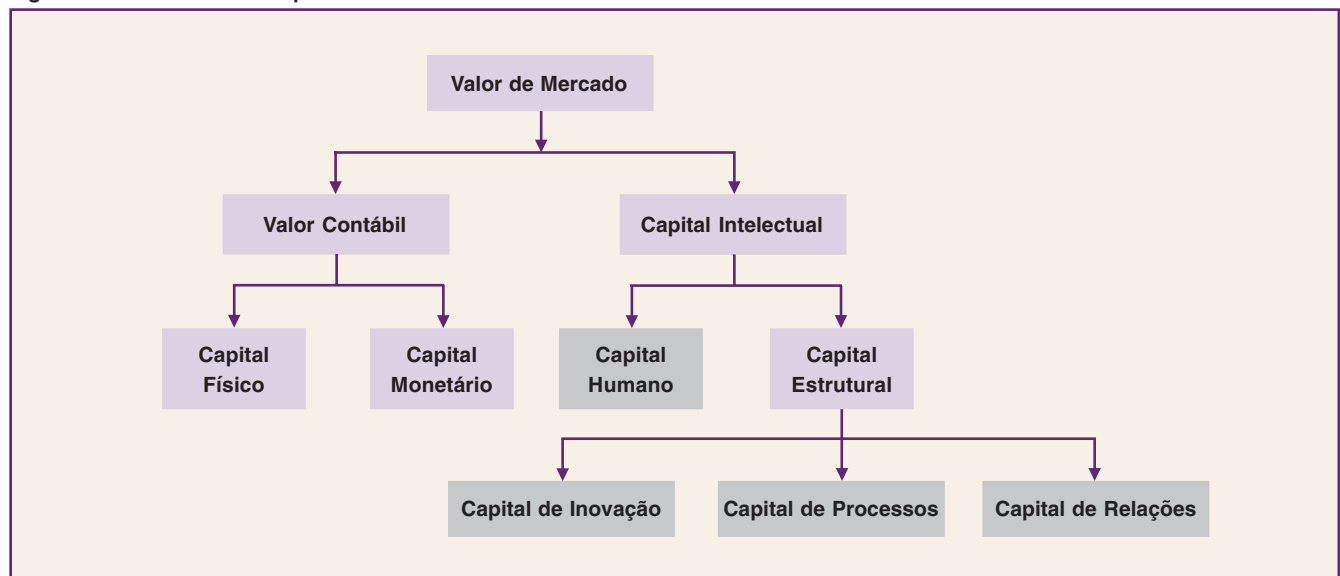 Valor de Mercado
Valor Contábil
Capital Intelectual
Capital
Físico
Capital
Monetário
Capital
Humano
Capital
Estrutural
Capital de Inovação
Capital de Processos
Capital de Relações